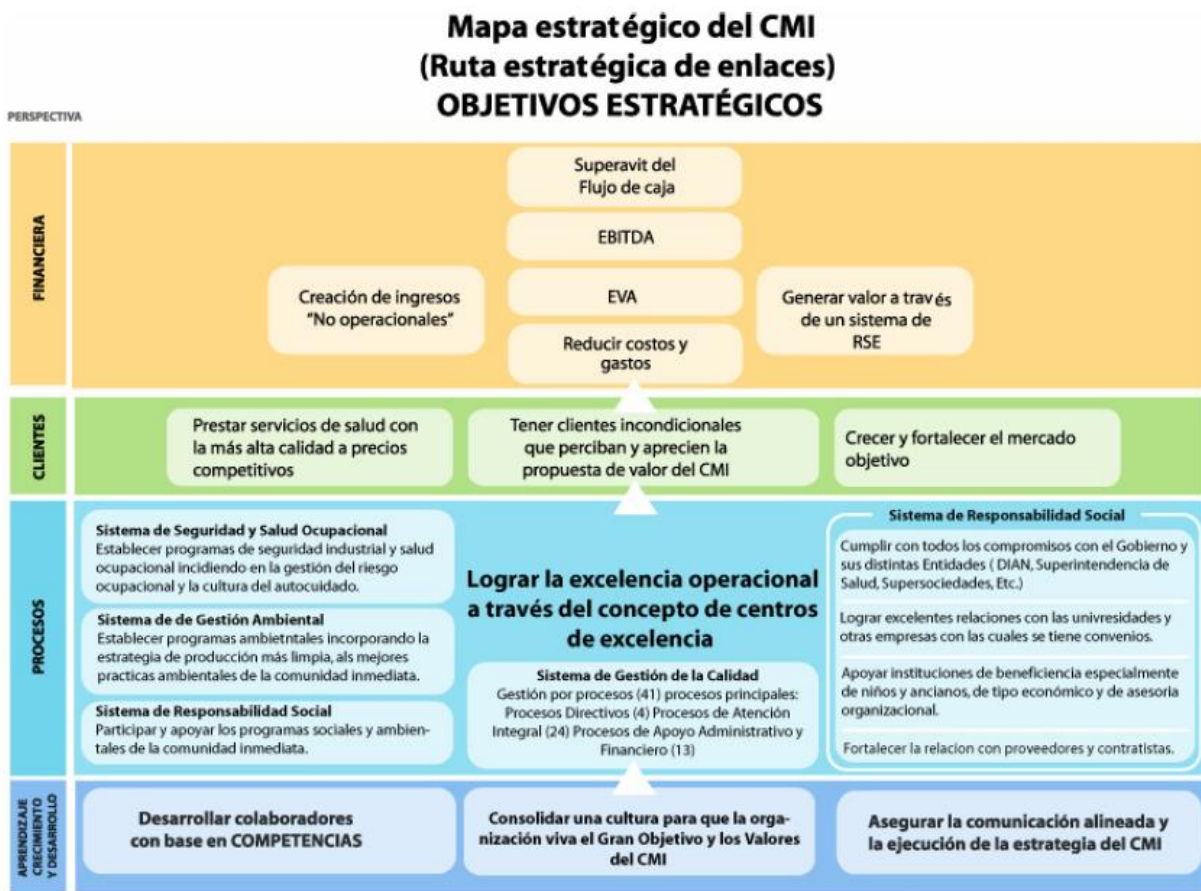 Mapa estratégico del CMI
(Ruta estratégica de enlaces)
OBJETIVOS ESTRATÉGICOS
PERSPECTIVA
FINANCIERA
Superavit del
Flujo de caja
EBITDA
Creación de ingresos
"No operacionales"
EVA
Generar valor a través
de un sistema de
RSE
Reducir costos y
gastos
CLIENTES
Prestar servicios de salud con
la más alta calidad a precios
competitivos
Tener clientes incondicionales
que perciban y aprecien la
propuesta de valor del CMI
Crecer y fortalecer el mercado
objetivo
PROCESOS
Sistema de Seguridad y Salud Ocupacional
Establecer programas de seguridad industrial y salud
ocupacional incidiendo en la gestión del riesgo
ocupacional y la cultura del autocuidado.
Sistema de de Gestión Ambiental
Establecer programas ambietntales incorporando la
estrategia de producción más limpia, als mejores
practicas ambientales de la comunidad inmediata.
Sistema de Responsabilidad Social
Participar y apoyar los programas sociales y ambien-
tales de la comunidad inmediata.
Lograr la excelencia operacional
a través del concepto de centros
de excelencia
Sistema de Gestión de la Calidad
Gestión por procesos (41) procesos principales:
Procesos Directivos (4) Procesos de Atención
Integral (24) Procesos de Apoyo Administrativo y
Financiero (13)
Sistema de Responsabilidad Social
Cumplir con todos los compromisos con el Gobierno y
sus distintas Entidades ( DIAN, Superintendencia de
Salud, Supersociedades, Etc.)
Lograr excelentes relaciones con las univresidades y
otras empresas con las cuales se tiene convenios.
Apoyar instituciones de beneficiencia especialmente
de niños y ancianos, de tipo económico y de asesoria
organizacional.
Fortalecer la relacion con proveedores y contratistas.
APRENDIZAJE
CRECIMIENTO
Y DESARROLLO
Desarrollar colaboradores
con base en COMPETENCIAS
Consolidar una cultura para que la orga-
nización viva el Gran Objetivo y los Valores
del CMI
Asegurar la comunicación alineada y
la ejecución de la estrategia del CMI